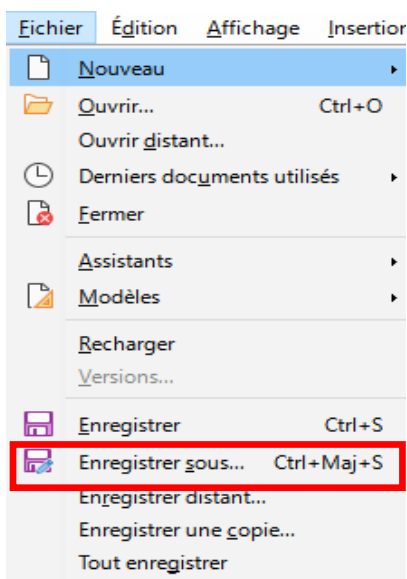 Fichier Édition Affichage Insertion
Nouveau
Ouvrir... Ctrl+O
Ouvrir distant...
Derniers documents utilisés
Fermer
Assistants
Modèles
Recharger
Versions...
Enregistrer Ctrl+S
Enregistrer sous... Ctrl+Maj+S
Enregistrer distant...
Enregistrer une copie...
Tout enregistrer